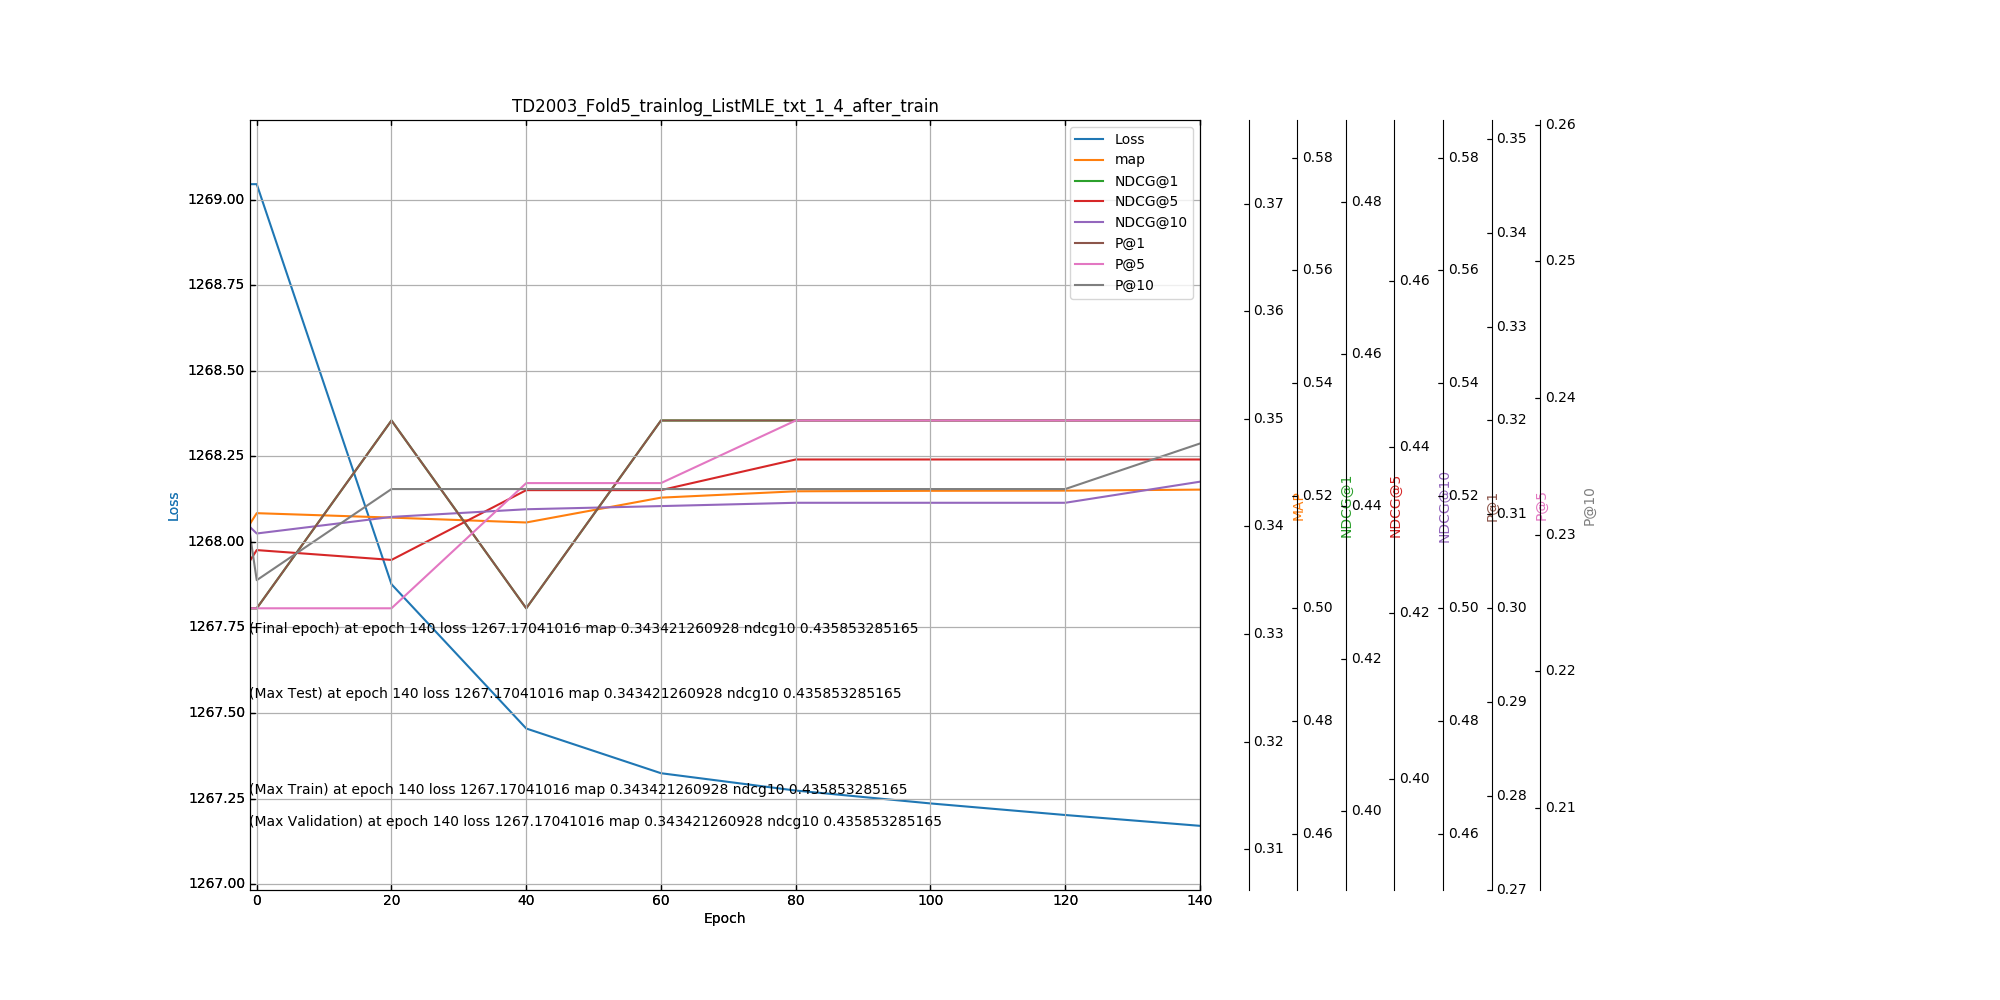 TD2003_Fold5_trainlog_ListMLE_txt_1_4_after_train
Loss
map
NDCG@1
NDCG@5
NDCG@10
P@1
P@5
P@10
1269.00
1268.75
1268.50
1268.25
1268.00
1267.75
1267.50
1267.25
1267.00
Loss
(Final epoch) at epoch 140 loss 1267.17041016 map 0.343421260928 ndcg10 0.435853285165
(Max Test) at epoch 140 loss 1267.17041016 map 0.343421260928 ndcg10 0.435853285165
(Max Train) at epoch 140 loss 1267.17041016 map 0.343421260928 ndcg10 0.435853285165
(Max Validation) at epoch 140 loss 1267.17041016 map 0.343421260928 ndcg10 0.435853285165
0 20 40 60 80 100 120 140
Epoch
0.37
0.36
0.35
0.34
0.33
0.32
0.31
MAP
0.58
0.56
0.54
0.52
0.50
0.48
0.46
NDCG@1
0.48
0.46
0.44
0.42
0.40
NDCG@5
0.46
0.44
0.42
0.40
NDCG@10
0.58
0.56
0.54
0.52
0.50
0.48
0.46
P@1
0.35
0.34
0.33
0.32
0.31
0.30
0.29
0.28
0.27
P@5
0.26
0.25
0.24
0.23
0.22
0.21
P@10